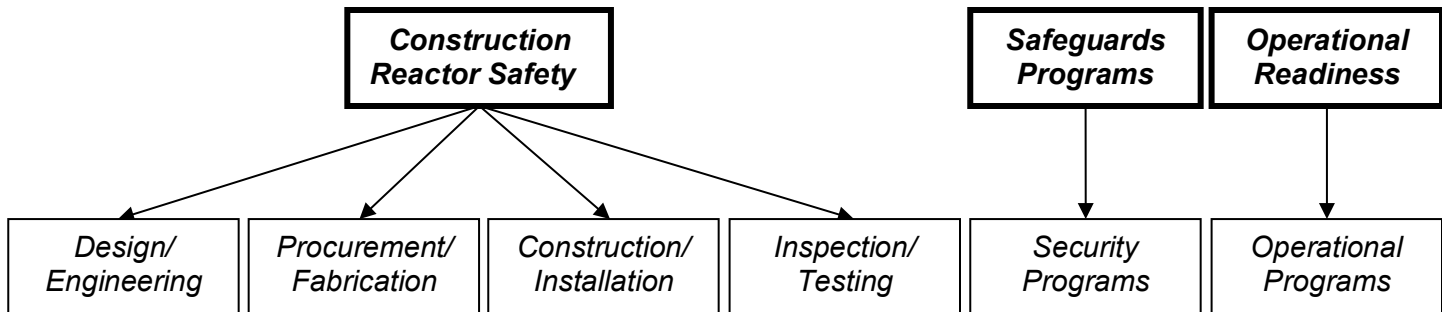 Construction
Reactor Safety
Safeguards
Programs
Operational
Readiness
Design/
Engineering
Procurement/
Fabrication
Construction/
Installation
Inspection/
Testing
Security
Programs
Operational
Programs